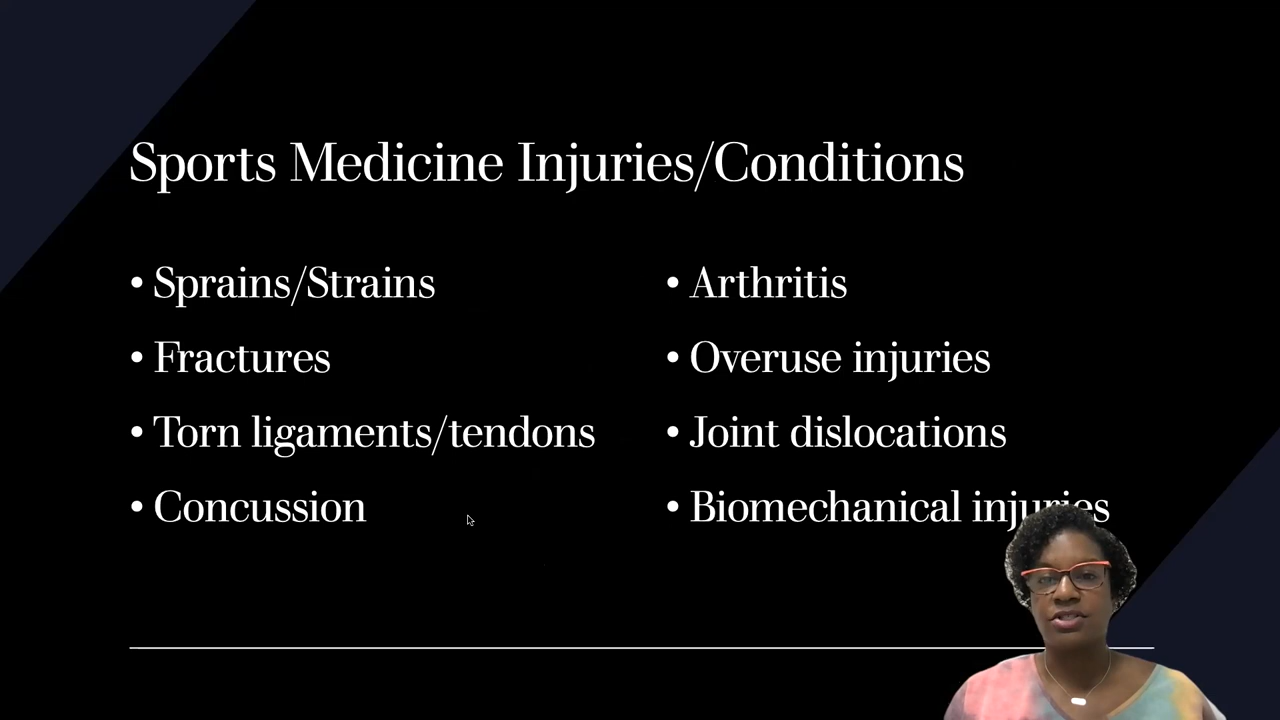 Sports Medicine Injuries/Conditions
• Sprains/Strains
• Fractures
• Torn ligaments/tendons
• Concussion
• Arthritis
• Overuse injuries
• Joint dislocations
• Biomechanical injuries